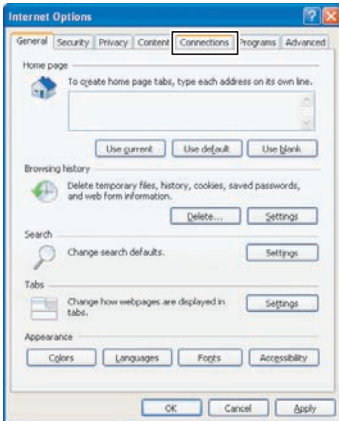 Internet Options
General Security Privacy Content Connections Programs Advanced
Home page
To create home page tabs, type each address on its own line.
Use current Use default Use blank
Browsing history
Delete temporary files, history, cookies, saved passwords,
and web form information.
Delete... Settings
Search
Change search defaults.
Settings
Tabs
Change how webpages are displayed in
tabs.
Settings
Appearance
Colors Languages Fonts Accessibility
OK Cancel Apply